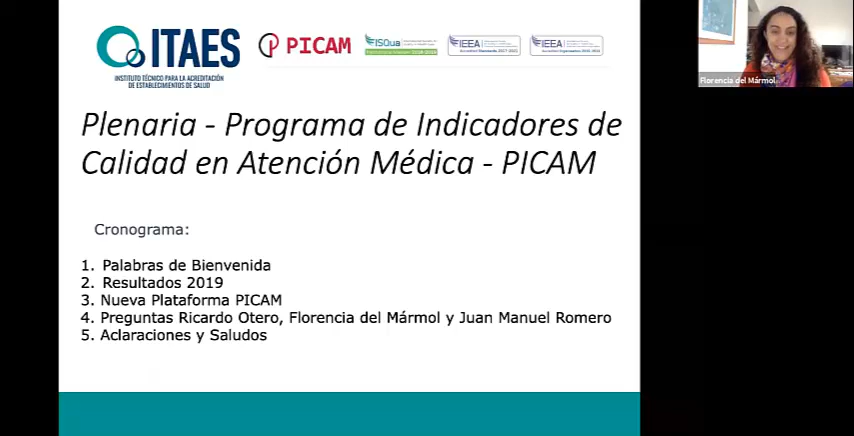 ITAES
INSTITUTO TÉCNICO PARA LA ACREDITACIÓN
DE ESTABLECIMIENTOS DE SALUD
PICAM
ISQua
IEEA
IEEA
Florencia del Mármol
Plenaria - Programa de Indicadores de
Calidad en Atención Médica - PICAM
Cronograma:
1. Palabras de Bienvenida
2. Resultados 2019
3. Nueva Plataforma PICAM
4. Preguntas Ricardo Otero, Florencia del Mármol y Juan Manuel Romero
5. Aclaraciones y Saludos